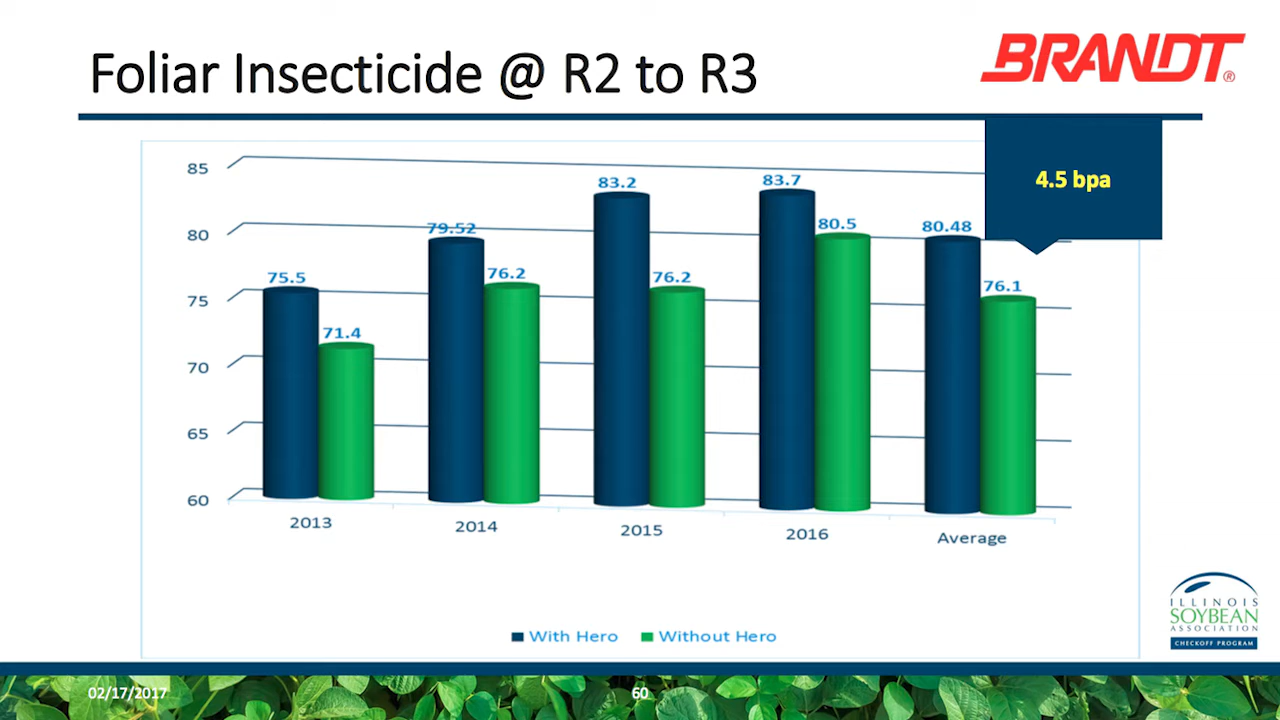 Foliar Insecticide @ R2 to R3
BRANDT®
4.5 bpa
85
80
75
70
65
60
75.5
71.4
79.52
76.2
83.2
76.2
83.7
80.5
80.48
76.1
2013
2014
2015
2016
Average
With Hero
Without Hero
ILLINOIS
SOYBEAN
ASSOCIATION
CHECKOFF PROGRAM
02/17/2017
60